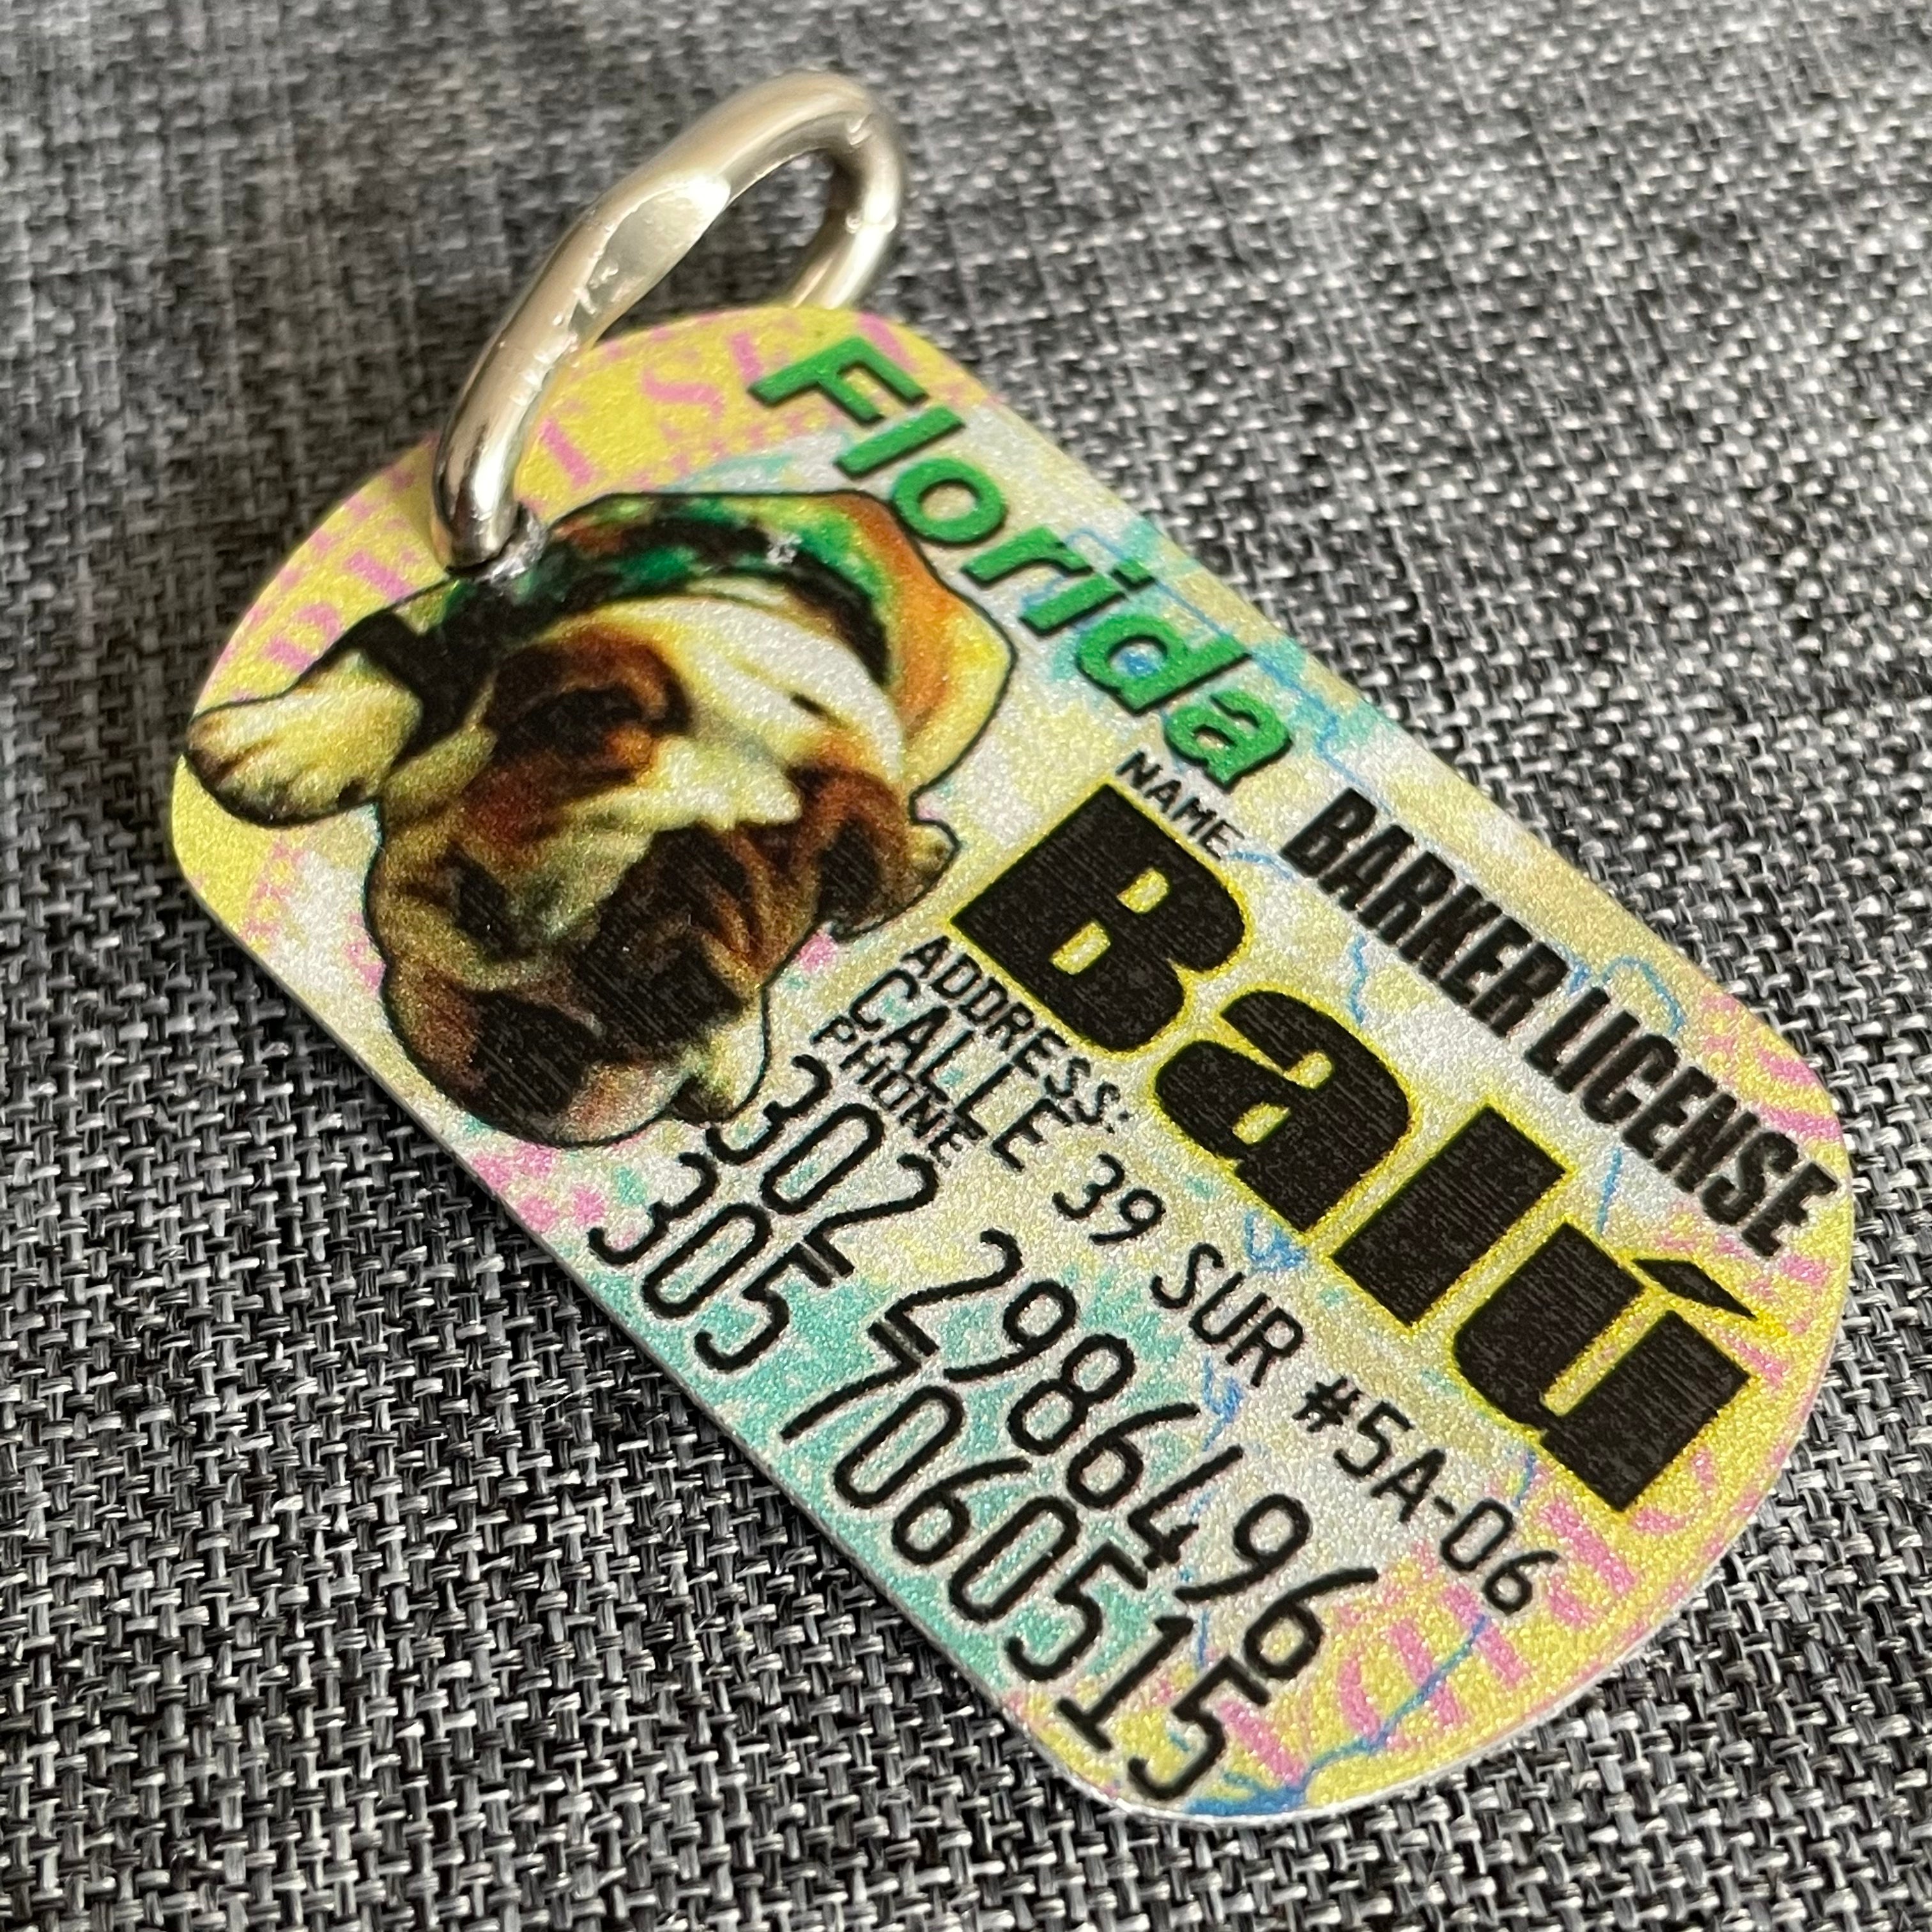 Florida BARKER LICENSE
NAME
Balú
ADDRESS:
CALLE 39 SUR #5A-06
PHONE:
302 2986496
305 7060515